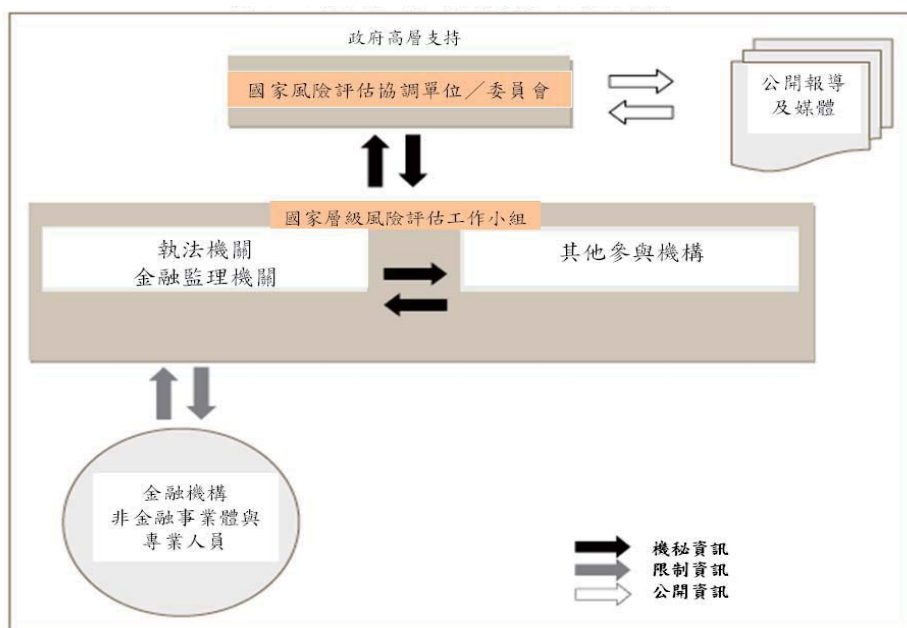 政府高層支持
國家風險評估協調單位／委員會
公開報導
及媒體
國家層級風險評估工作小組
執法機關
金融監理機關
其他參與機構
金融機構
非金融事業體與
專業人員
機秘資訊
限制資訊
公開資訊